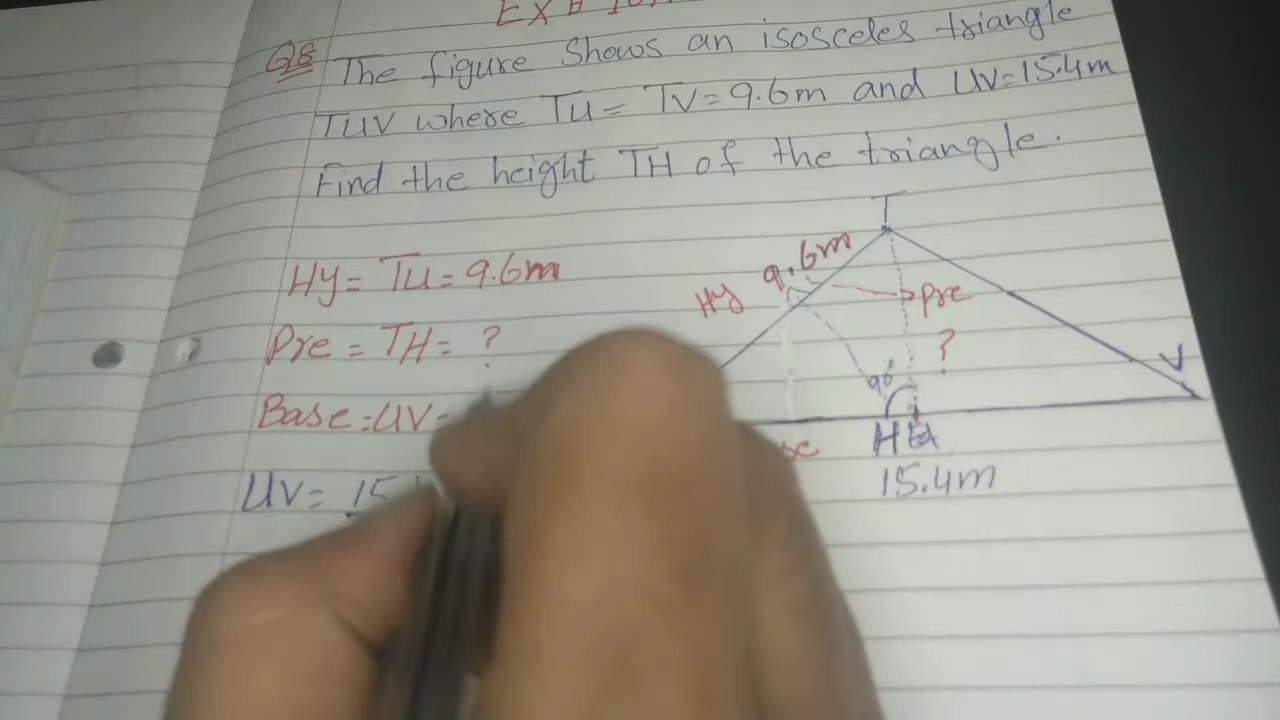 Q8 The figure Shows an isosceles triangle
TUV where TU = TV = 9.6m and UV = 15.4m
Find the height TH of the triangle.
T
Hy = TU = 9.6m
Hy 9.6m
Pre
Pre = TH = ?
?
90°
V
Base = UV =
H
UV = 15
15.4m